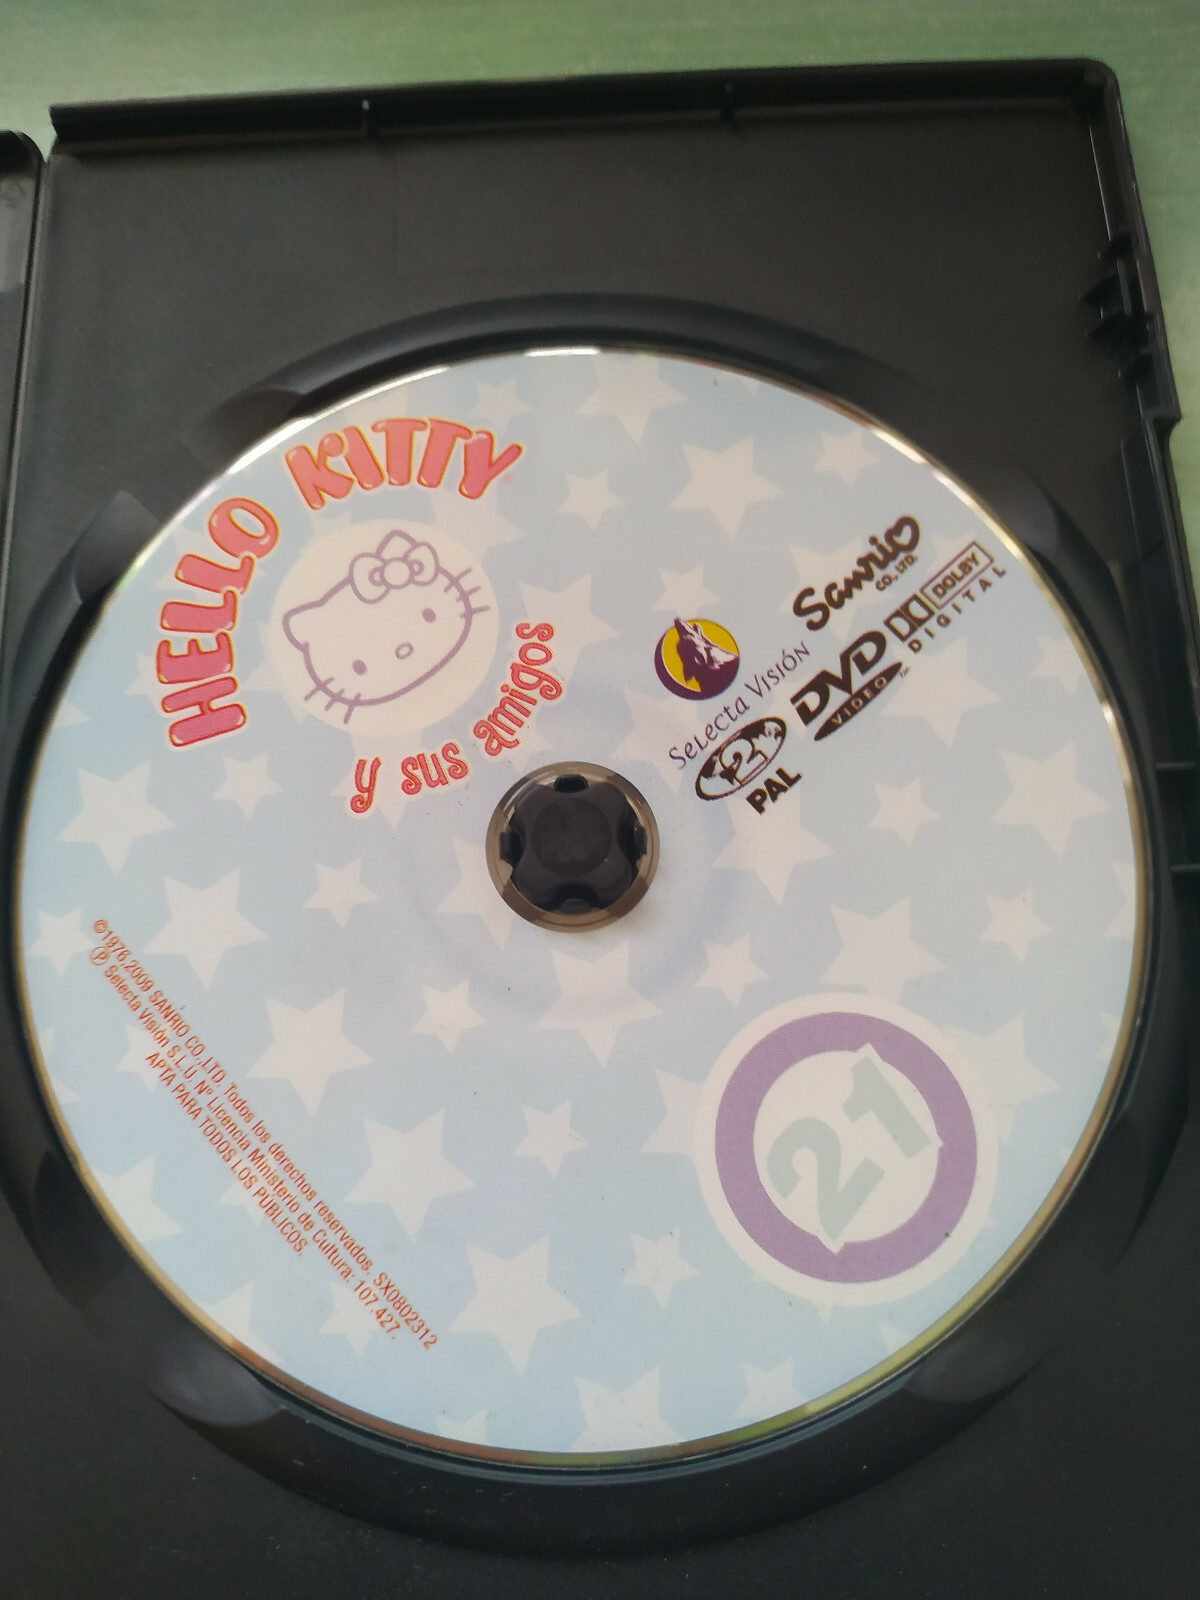 HELLO KITTY
y sus amigos
Selecta Visión
Sanrio
CO., LTD.
DOLBY
DIGITAL
DVD
VIDEO™
2
PAL
21
©1976,2009 SANRIO CO.,LTD. Todos los derechos reservados. SX0802312
Ⓟ Selecta Visión S.L.U. Nº Licencia Ministerio de Cultura: 107.427.
APTA PARA TODOS LOS PÚBLICOS.